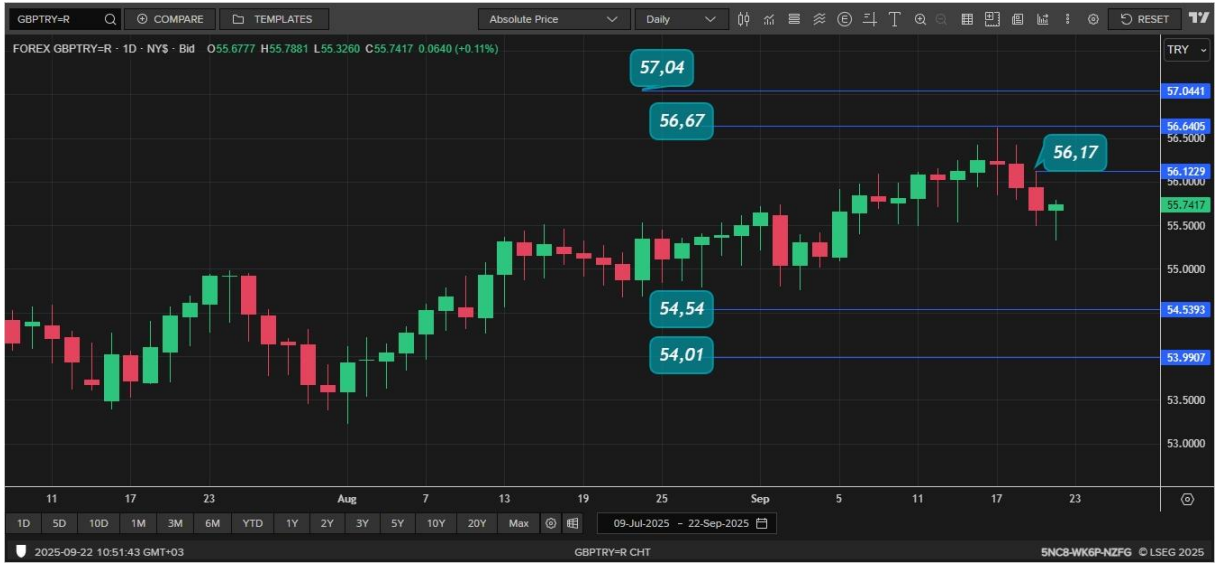 GBPTRY=R COMPARE TEMPLATES Absolute Price Daily RESET
FOREX GBPTRY=R · 1D · NY$ · Bid O55.6777 H55.7881 L55.3260 C55.7417 0.0640 (+0.11%)
TRY
57,04
57.0441
56,67
56.6405
56.5000
56,17
56.1229
56.0000
55.7417
55.5000
55.0000
54,54
54.5393
54,01
53.9907
53.5000
53.0000
11 17 23 Aug 7 13 19 25 Sep 5 11 17 23
1D 5D 10D 1M 3M 6M YTD 1Y 2Y 3Y 5Y 10Y 20Y Max 09-Jul-2025 - 22-Sep-2025
2025-09-22 10:51:43 GMT+03 GBPTRY=R CHT 5NC8-WK6P-NZFG © LSEG 2025